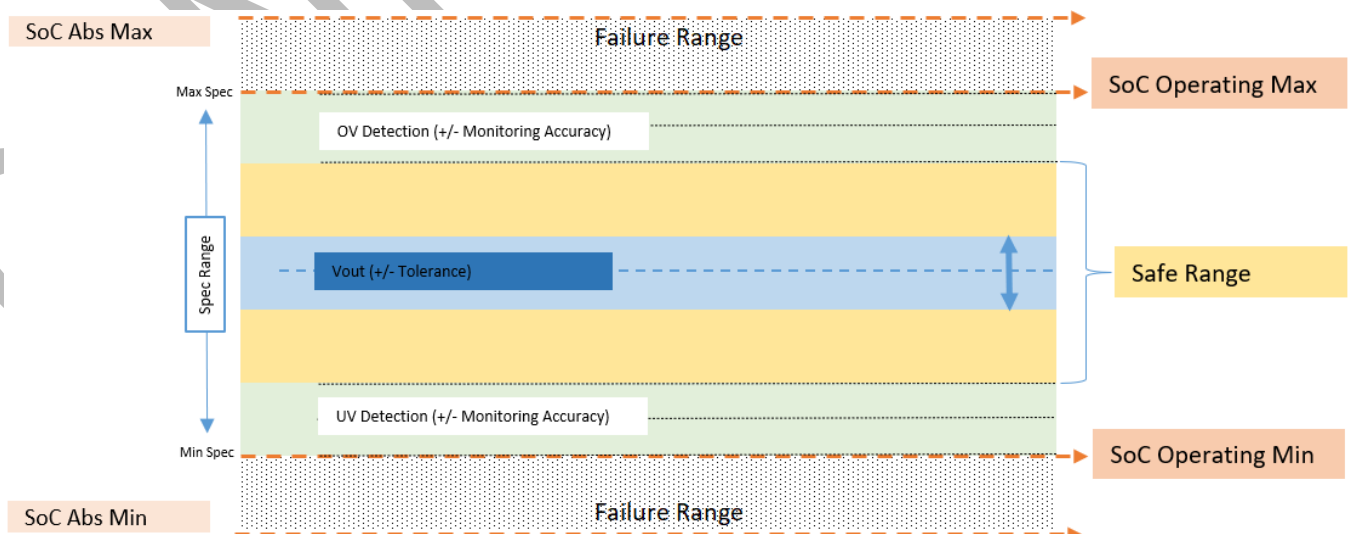 SoC Abs Max
Failure Range
Max Spec
SoC Operating Max
OV Detection (+/- Monitoring Accuracy)
Spec Range
Vout (+/- Tolerance)
Safe Range
UV Detection (+/- Monitoring Accuracy)
Min Spec
SoC Operating Min
SoC Abs Min
Failure Range